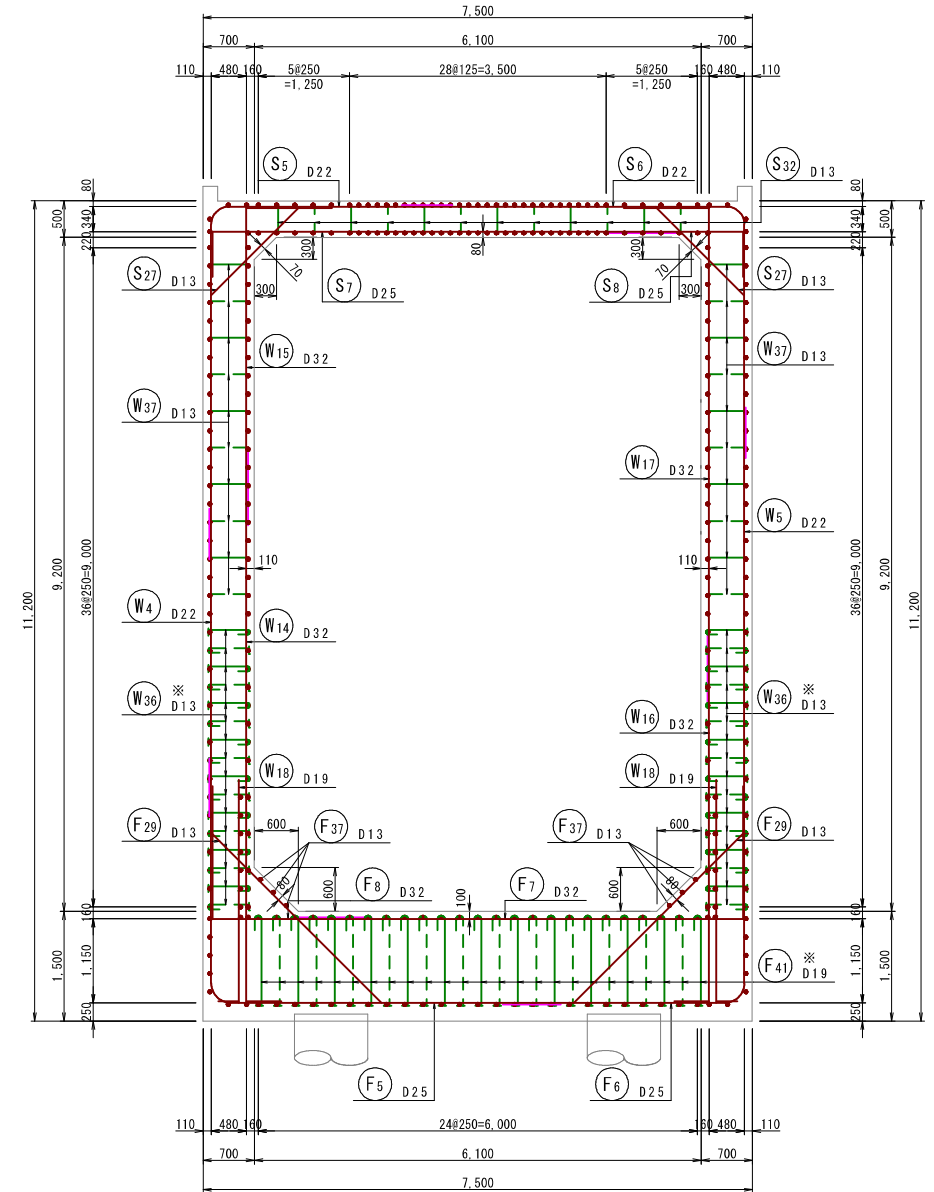 7,500
700 6,100 700
110 480 160 5@250 28@125=3,500 5@250 160 480 110
=1,250 =1,250
S5 D22 S6 D22 S32 D13
80 80
500 340 340 500
220 220
300 80 300
70 70
S27 D13 S7 D25 S8 D25 S27 D13
300 300
W15 D32 W37 D13
W37 D13
W17 D32
W5 D22
110 110
11,200 9,200 36@250=9,000 36@250=9,000 9,200 11,200
W4 D22 W14 D32
W36 ※ D13 W36 ※ D13
W16 D32
W18 D19 W18 D19
F29 D13 600 F37 D13 F37 D13 600 F29 D13
80 600 F8 D32 100 F7 D32 600 80
160 160
1,500 1,150 F41 ※ D19 1,150 1,500
250 250
F5 D25 F6 D25
110 480 160 24@250=6,000 160 480 110
700 6,100 700
7,500